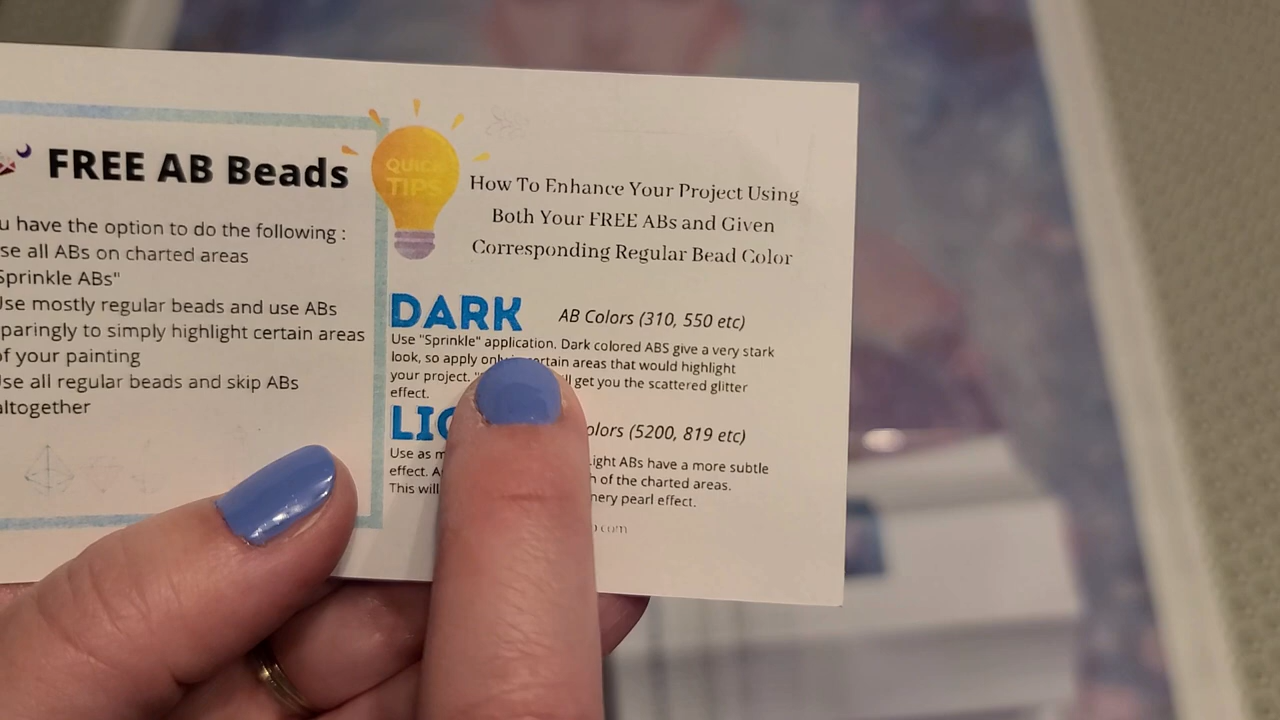 FREE AB Beads
u have the option to do the following :
se all ABs on charted areas
Sprinkle ABs"
Use mostly regular beads and use ABs
paringly to simply highlight certain areas
of your painting
Use all regular beads and skip ABs
altogether
QUICK
TIPS
How To Enhance Your Project Using
Both Your FREE ABs and Given
Corresponding Regular Bead Color
DARK AB Colors (310, 550 etc)
Use "Sprinkle" application. Dark colored ABS give a very stark
look, so apply only in certain areas that would highlight
your project. get you the scattered glitter
effect.
olors (5200, 819 etc)
Use as ight ABs have a more subtle
effect. of the charted areas.
This will nery pearl effect.
.com